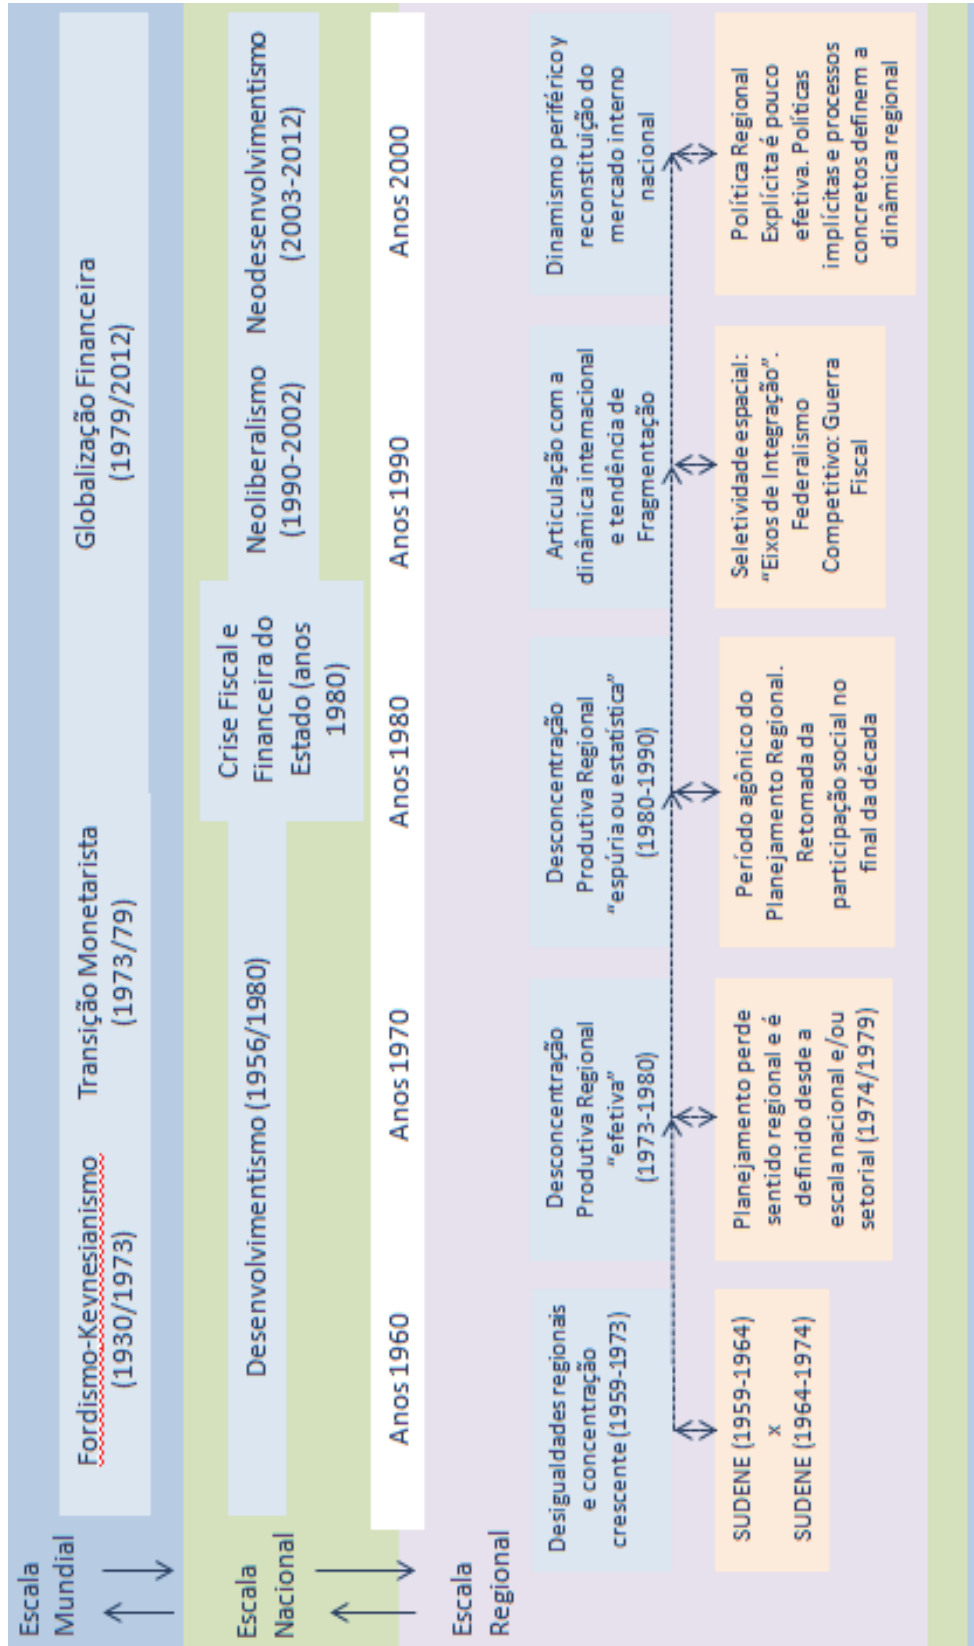 Escala
Mundial
Fordismo-Kevnesianismo
(1930/1973)
Transição Monetarista
(1973/79)
Globalização Financeira
(1979/2012)
Escala
Nacional
Desenvolvimentismo (1956/1980)
Crise Fiscal e
Financeira do
Estado (anos
1980)
Neoliberalismo
(1990-2002)
Neodesenvolvimentismo
(2003-2012)
Anos 1960
Anos 1970
Anos 1980
Anos 1990
Anos 2000
Escala
Regional
Desigualdades regionais
e concentração
crescente (1959-1973)
Desconcentração
Produtiva Regional
“efetiva”
(1973-1980)
Desconcentração
Produtiva Regional
“espúria ou estatística”
(1980-1990)
Articulação com a
dinâmica internacional
e tendência de
Fragmentação
Dinamismo periférico y
reconstituição do
mercado interno
nacional
SUDENE (1959-1964)
x
SUDENE (1964-1974)
Planejamento perde
sentido regional e é
definido desde a
escala nacional e/ou
setorial (1974/1979)
Período agônico do
Planejamento Regional.
Retomada da
participação social no
final da década
Seletividade espacial:
“Eixos de Integração”.
Federalismo
Competitivo: Guerra
Fiscal
Política Regional
Explícita é pouco
efetiva. Políticas
implícitas e processos
concretos definem a
dinâmica regional